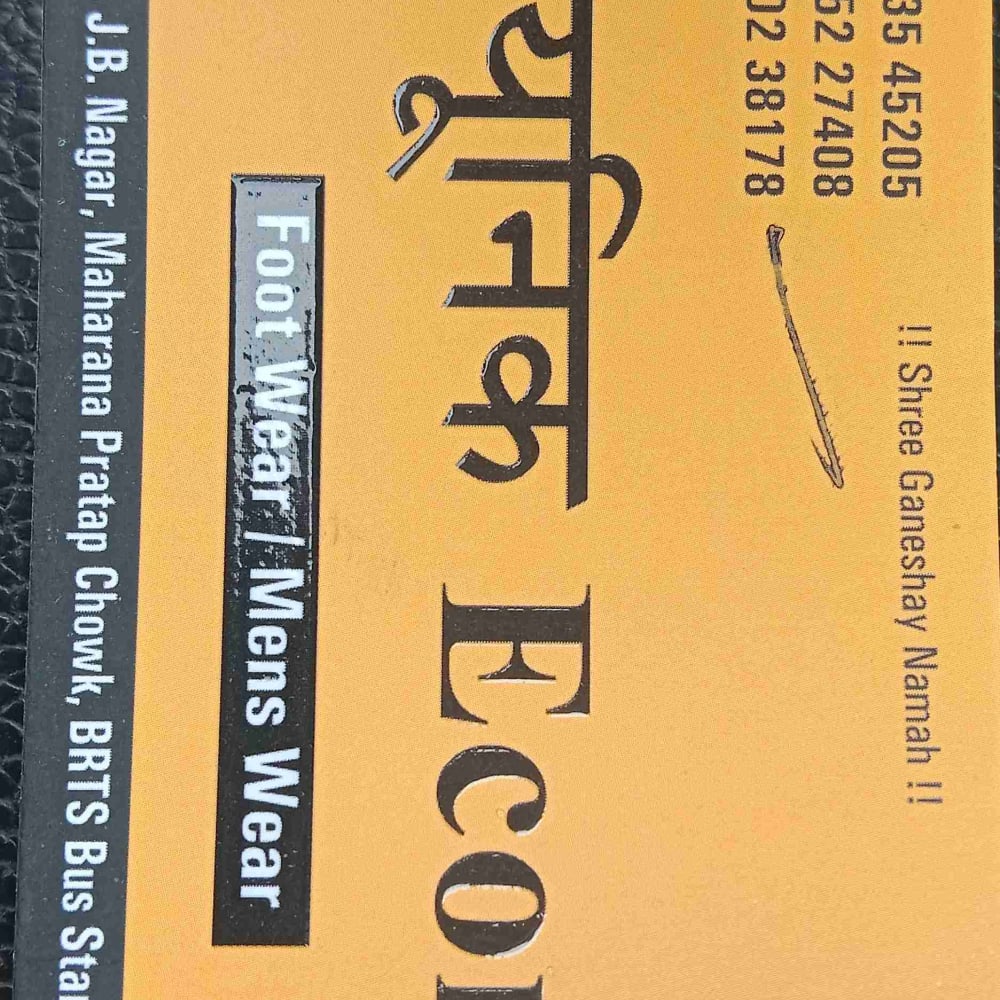 !! Shree Ganeshay Namah !!
35 45205
52 27408
02 38178
यूनिक Eco
Foot Wear / Mens Wear
J.B. Nagar, Maharana Pratap Chowk, BRTS Bus Sta